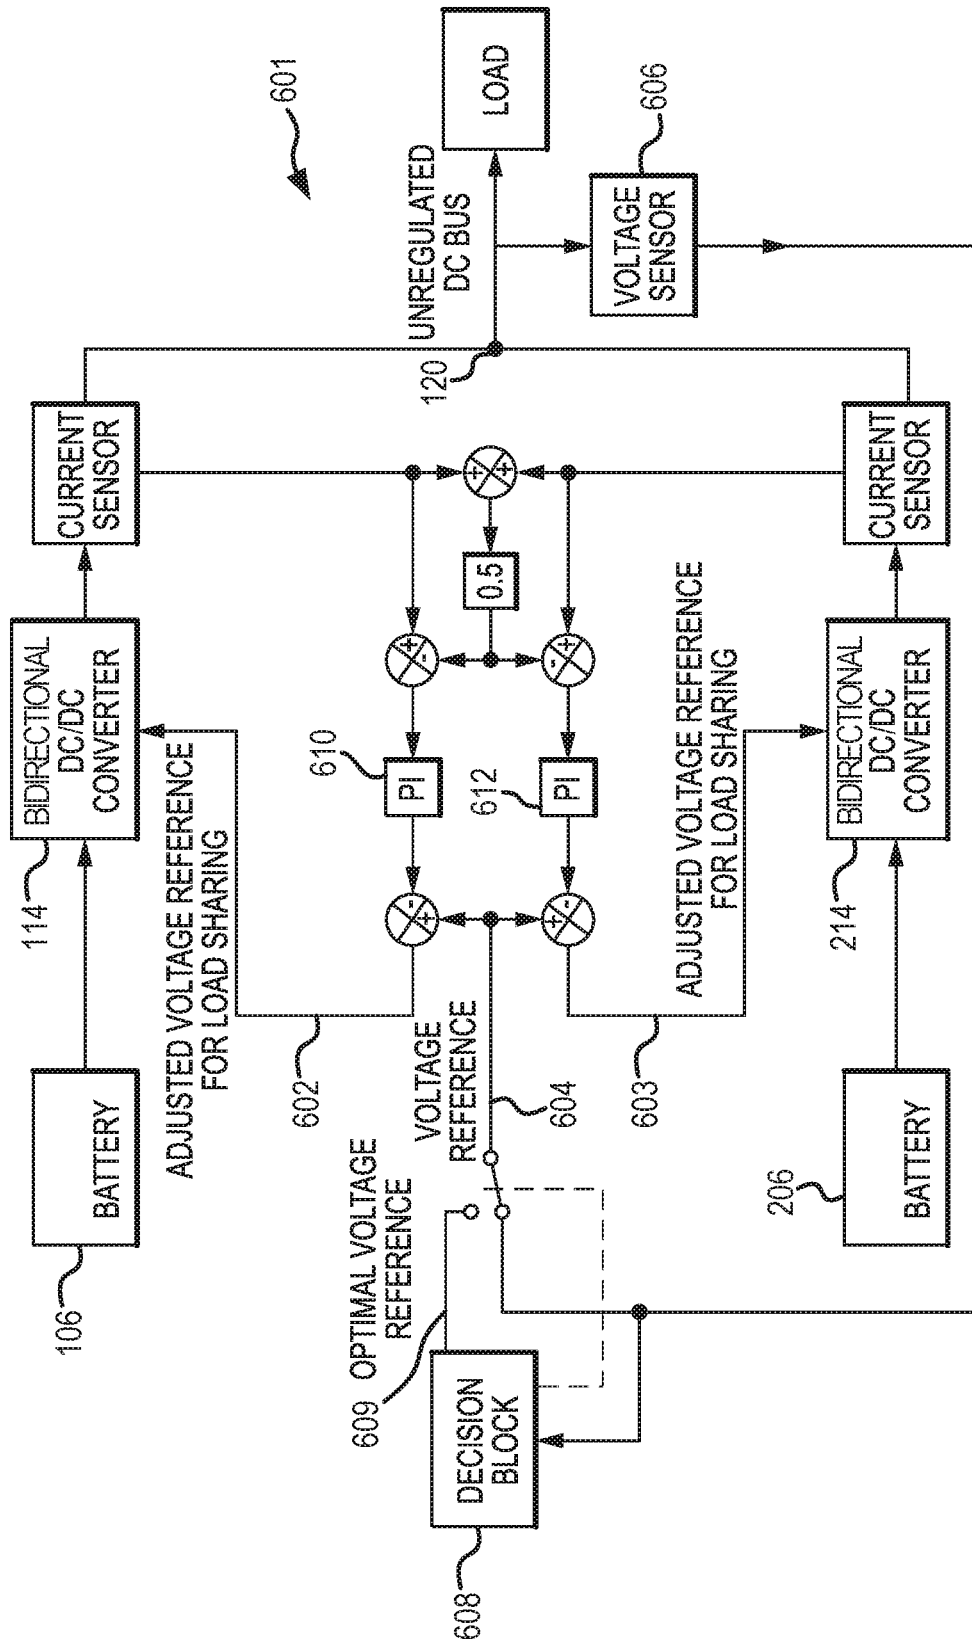 601
BATTERY
106
BIDIRECTIONAL
DC/DC
CONVERTER
114
CURRENT
SENSOR
LOAD
UNREGULATED
DC BUS
120
VOLTAGE
SENSOR
606
ADJUSTED VOLTAGE REFERENCE
FOR LOAD SHARING
602
+
+
0.5
+
-
+
-
PI
610
PI
612
-
+
-
+
VOLTAGE
REFERENCE
604
OPTIMAL VOLTAGE
REFERENCE
609
DECISION
BLOCK
608
603
ADJUSTED VOLTAGE REFERENCE
FOR LOAD SHARING
BATTERY
206
BIDIRECTIONAL
DC/DC
CONVERTER
214
CURRENT
SENSOR